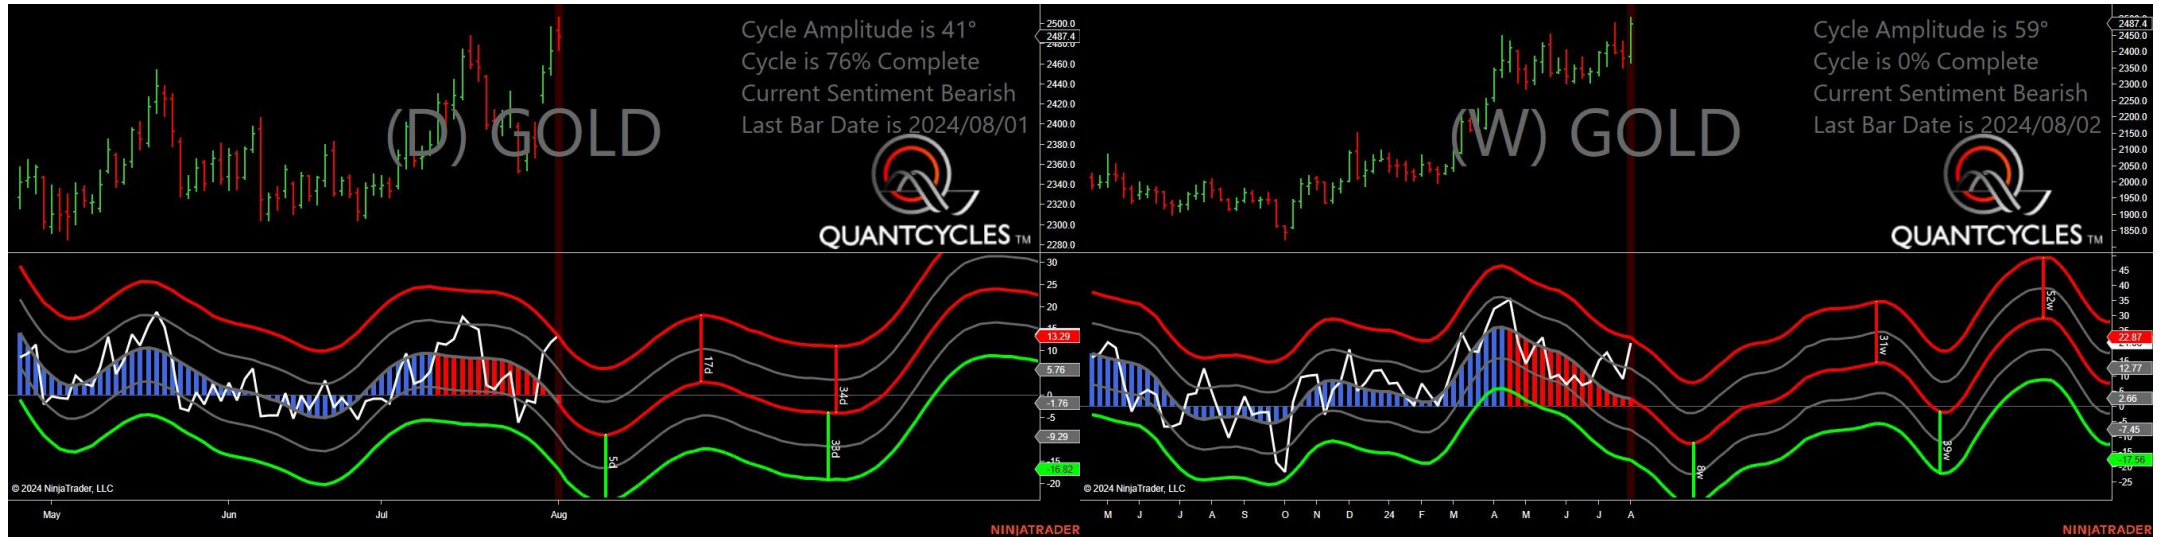 Cycle Amplitude is 41°
Cycle is 76% Complete
Current Sentiment Bearish
Last Bar Date is 2024/08/01
(D) GOLD
QUANTCYCLES TM
2500.0
2487.4
2480.0
2460.0
2440.0
2420.0
2400.0
2380.0
2360.0
2340.0
2320.0
2300.0
2280.0
30
25
20
15
13.29
10
5.76
0
-1.76
-5
-9.29
-15
-16.82
-20
5d
17d
34d
33d
© 2024 NinjaTrader, LLC
May Jun Jul Aug
NINJATRADER
Cycle Amplitude is 59°
Cycle is 0% Complete
Current Sentiment Bearish
Last Bar Date is 2024/08/02
(W) GOLD
QUANTCYCLES TM
2487.4
2450.0
2400.0
2350.0
2300.0
2250.0
2200.0
2150.0
2100.0
2050.0
2000.0
1950.0
1900.0
1850.0
45
40
35
30
22.87
15
12.77
10
5
2.66
0
-5
-7.45
-10
-17.56
-20
-25
8w
31w
39w
52w
© 2024 NinjaTrader, LLC
M J J A S O N D 24 F M A M J J A
NINJATRADER